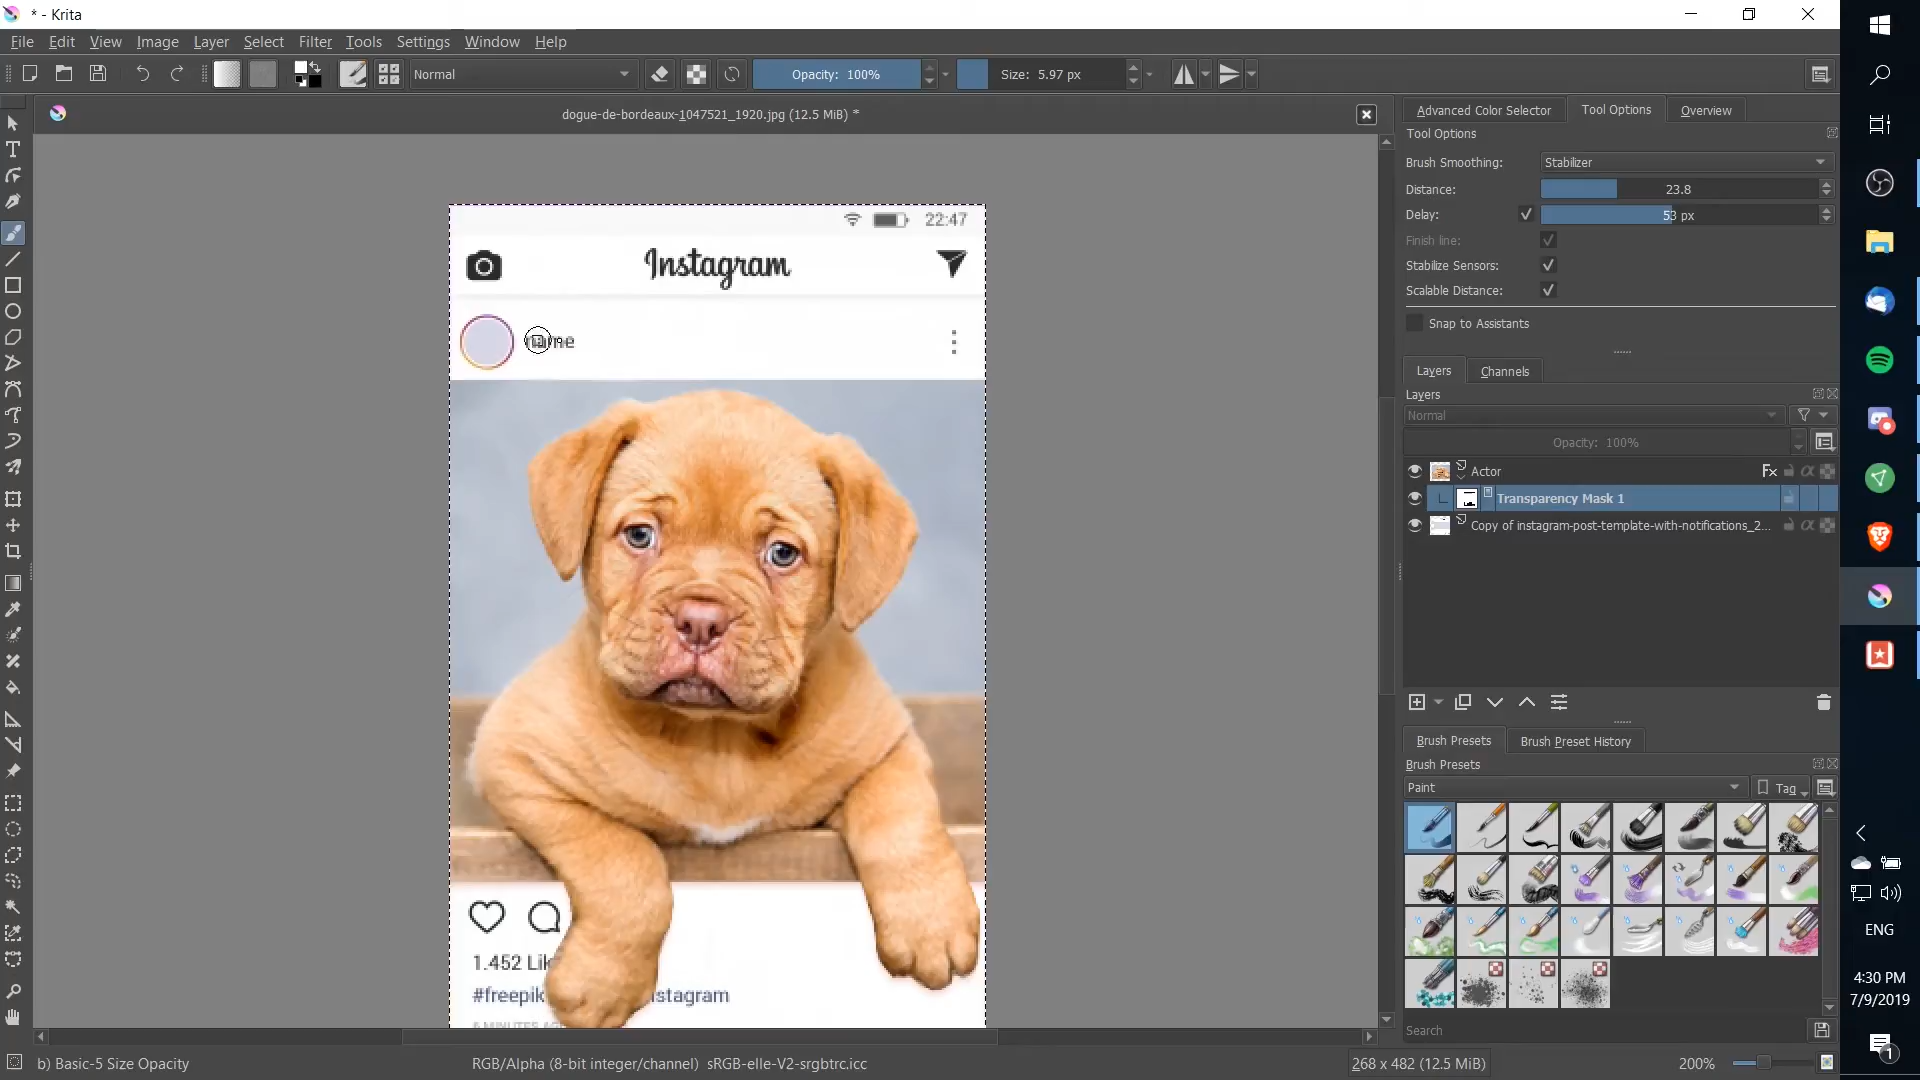 * - Krita
File Edit View Image Layer Select Filter Tools Settings Window Help
Normal
Opacity: 100%
Size: 5.97 px
dogue-de-bordeaux-1047521_1920.jpg (12.5 MiB) *
22:47
Instagram
name
1.452 Lik
#freepik
nstagram
6 MINUTES AGO
Advanced Color Selector Tool Options Overview
Tool Options
Brush Smoothing: Stabilizer
Distance: 23.8
Delay: 53 px
Finish line:
Stabilize Sensors:
Scalable Distance:
Snap to Assistants
Layers Channels
Layers
Normal
Opacity: 100%
Actor Fx
Transparency Mask 1
Copy of instagram-post-template-with-notifications_2...
Brush Presets Brush Preset History
Brush Presets
Paint Tag
Search
b) Basic-5 Size Opacity
RGB/Alpha (8-bit integer/channel) sRGB-elle-V2-srgbtrc.icc
268 x 482 (12.5 MiB)
200%
ENG
4:30 PM
7/9/2019
1